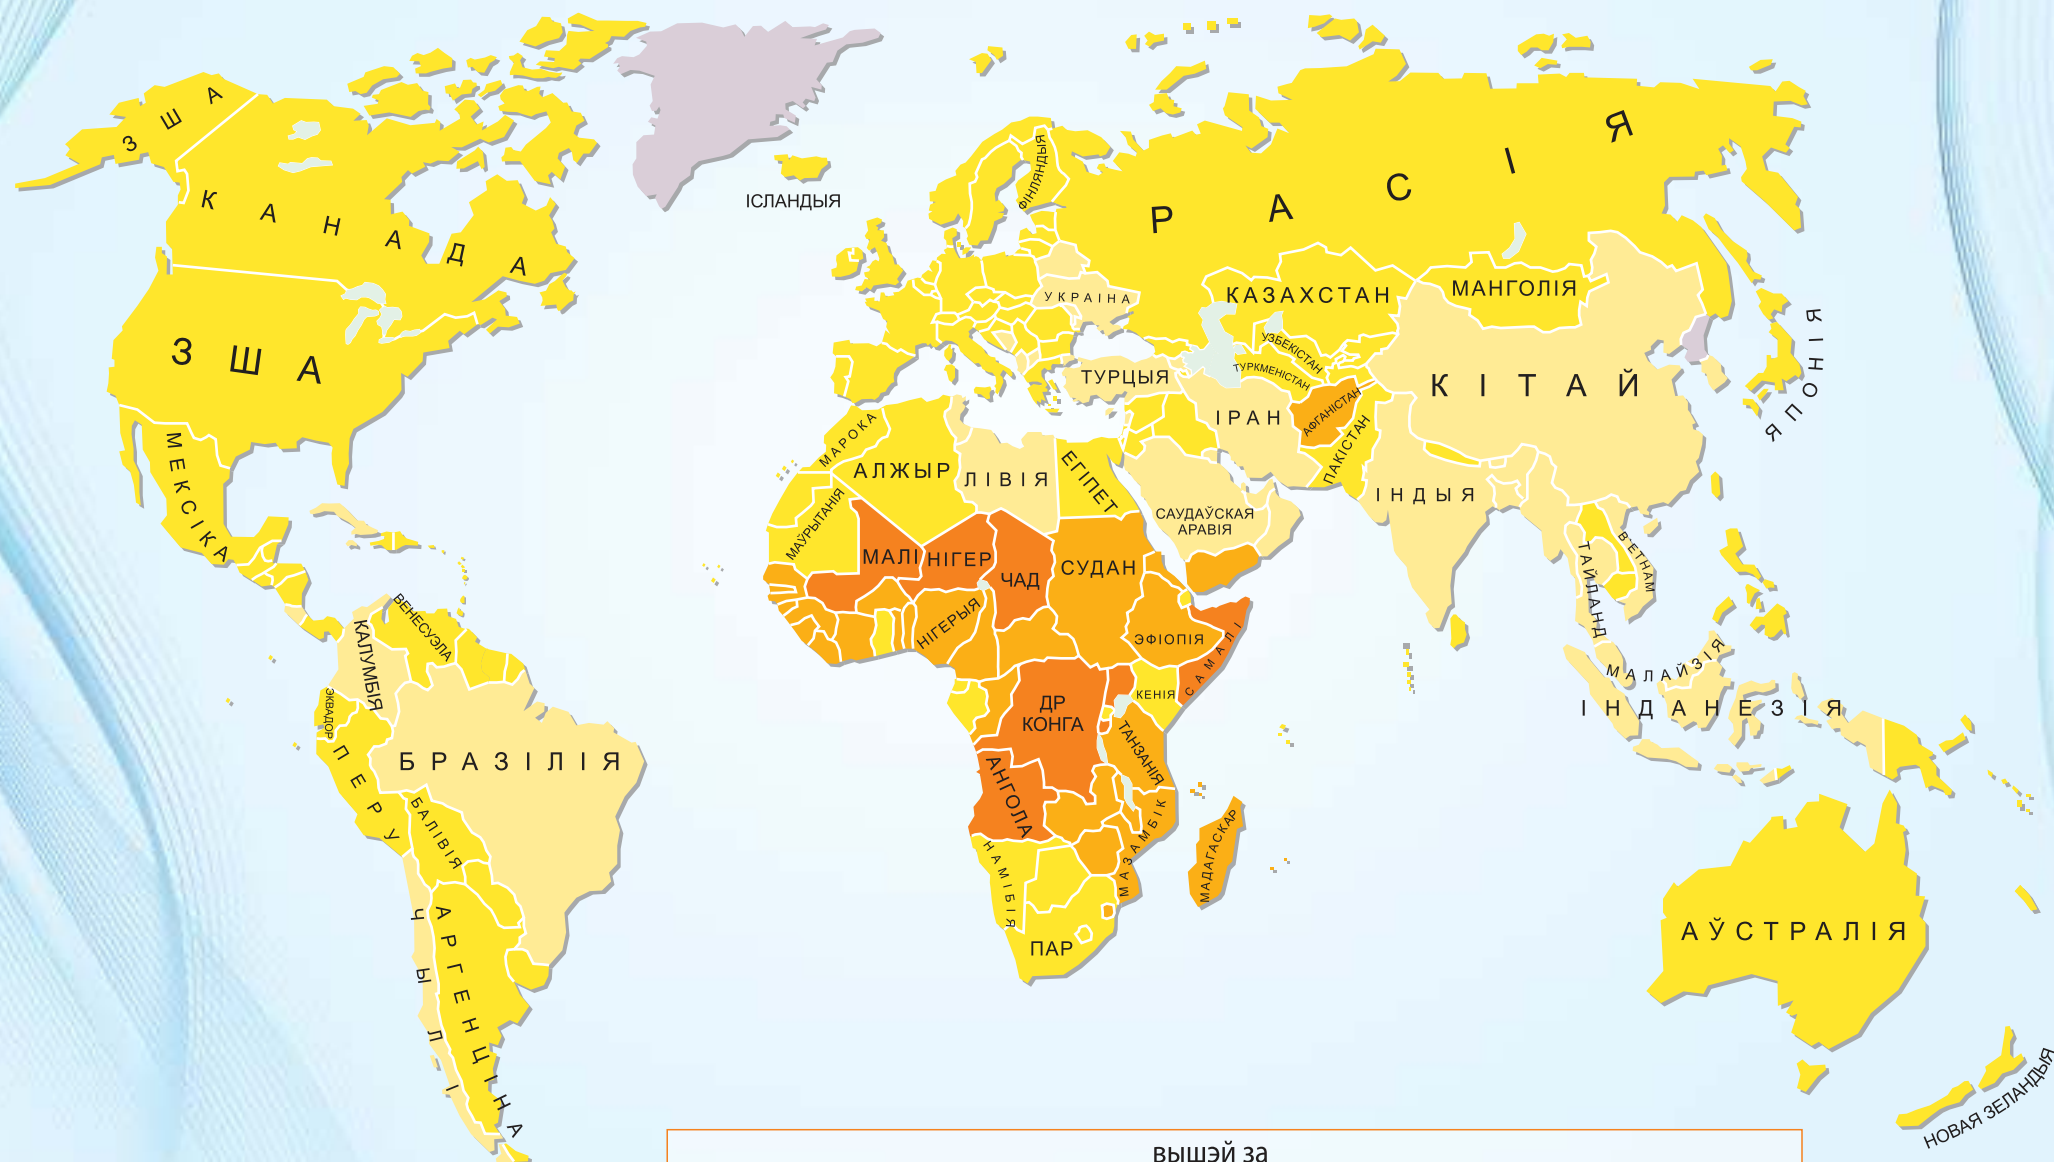 ЗША
КАНАДА
ЗША
МЕКСІКА
ІСЛАНДЫЯ
ФІНЛЯНДЫЯ
РАСІЯ
УКРАІНА
КАЗАХСТАН
МАНГОЛІЯ
УЗБЕКІСТАН
ТУРКМЕНІСТАН
ТУРЦЫЯ
ІРАН
АФГАНІСТАН
ПАКІСТАН
КІТАЙ
ЯПОНІЯ
МАРОКА
АЛЖЫР
ЛІВІЯ
ЕГІПЕТ
САУДАЎСКАЯ
АРАВІЯ
ІНДЫЯ
МАЎРЫТАНІЯ
МАЛІ
НІГЕР
ЧАД
СУДАН
НІГЕРЫЯ
ЭФІОПІЯ
САМАЛІ
КЕНІЯ
ДР
КОНГА
ТАНЗАНІЯ
АНГОЛА
МАЗАМБІК
МАДАГАСКАР
НАМІБІЯ
ПАР
В'ЕТНАМ
ТАЙЛАНД
МАЛАЙЗІЯ
ІНДАНЕЗІЯ
ВЕНЕСУЭЛА
КАЛУМБІЯ
ЭКВАДОР
ПЕРУ
БРАЗІЛІЯ
БАЛІВІЯ
ЧЫЛІ
АРГЕНЦІНА
АЎСТРАЛІЯ
НОВАЯ ЗЕЛАНДЫЯ
вышэй за